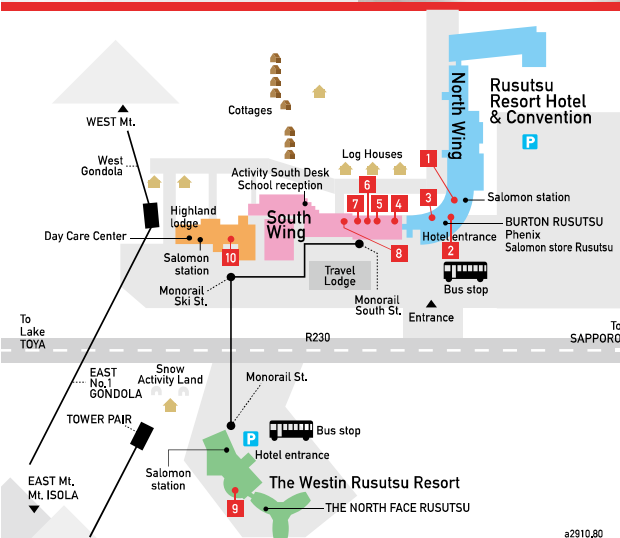 WEST Mt.
West
Gondola
Cottages
Log Houses
North Wing
Rusutsu
Resort Hotel
& Convention
P
Activity South Desk
School reception
1
6
7
5
4
3
Salomon station
BURTON RUSUTSU
Phenix
Salomon store Rusutsu
Hotel entrance
2
8
Highland
lodge
South
Wing
Day Care Center
Salomon
station
10
Travel
Lodge
Bus stop
Monorail
Ski St.
Monorail
South St.
Entrance
To
Lake
TOYA
R230
To
SAPPORO
EAST
No.1
GONDOLA
Snow
Activity Land
Monorail St.
TOWER PAIR
P
Bus stop
Hotel entrance
Salomon
station
The Westin Rusutsu Resort
EAST Mt.
Mt. ISOLA
9
THE NORTH FACE RUSUTSU
a2910.80